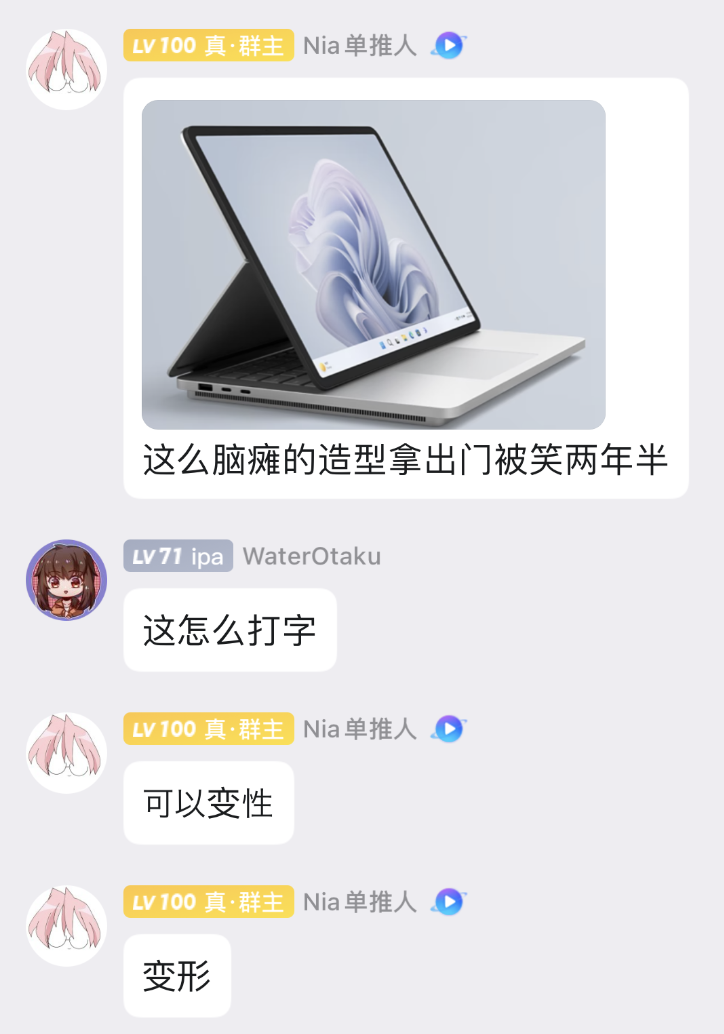 LV 100 真·群主 Nia单推人
这么脑瘫的造型拿出门被笑两年半
LV 71 ipa WaterOtaku
这怎么打字
LV 100 真·群主 Nia单推人
可以变性
LV 100 真·群主 Nia单推人
变形